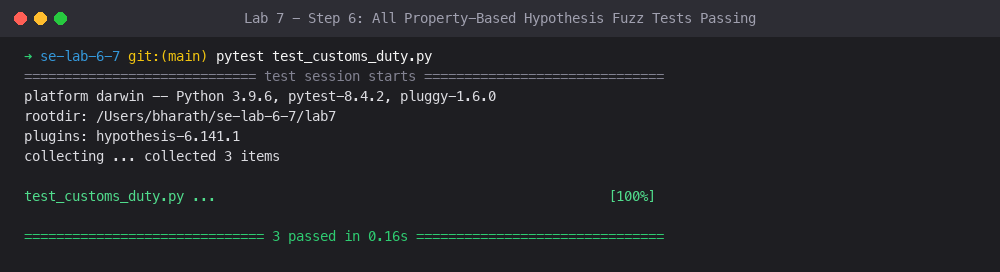 Lab 7 - Step 6: All Property-Based Hypothesis Fuzz Tests Passing
→ se-lab-6-7 git:(main) pytest test_customs_duty.py
============================= test session starts ==============================
platform darwin -- Python 3.9.6, pytest-8.4.2, pluggy-1.6.0
rootdir: /Users/bharath/se-lab-6-7/lab7
plugins: hypothesis-6.141.1
collecting ... collected 3 items
test_customs_duty.py ... [100%]
============================== 3 passed in 0.16s ===============================